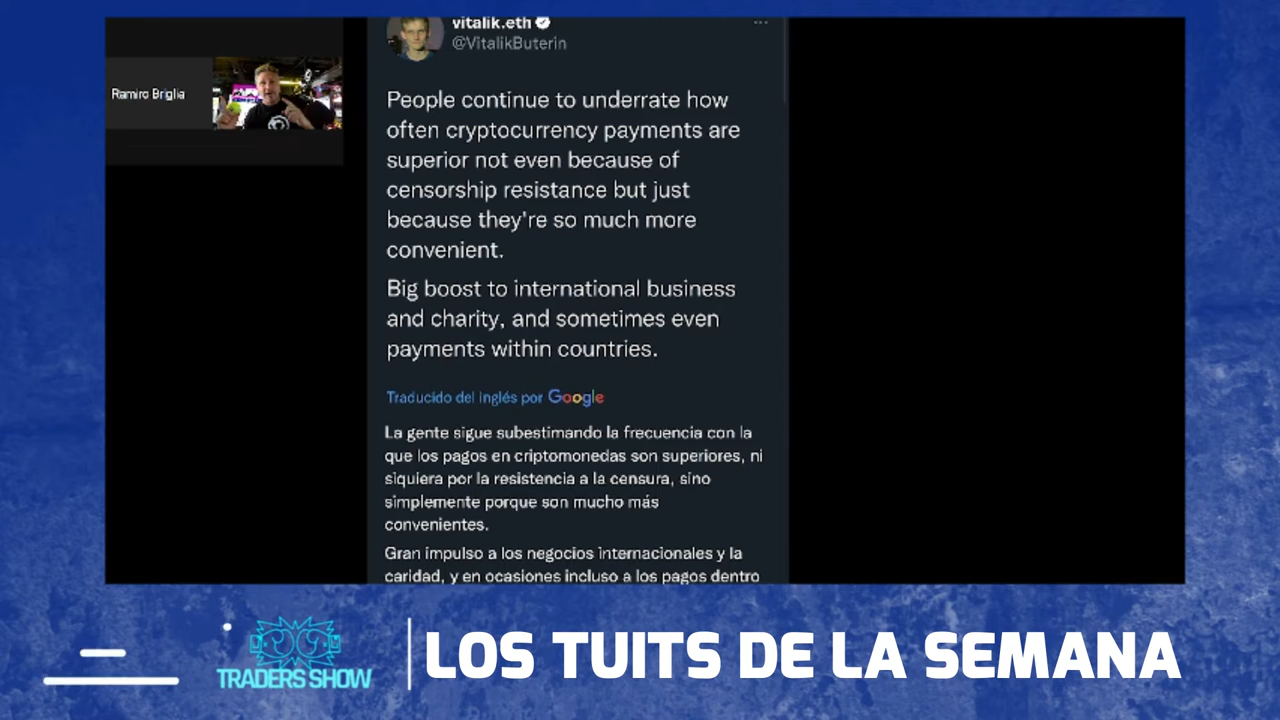 vitalik.eth
@VitalikButerin
Ramiro Briglia
People continue to underrate how
often cryptocurrency payments are
superior not even because of
censorship resistance but just
because they're so much more
convenient.
Big boost to international business
and charity, and sometimes even
payments within countries.
Traducido del inglés por Google
La gente sigue subestimando la frecuencia con la
que los pagos en criptomonedas son superiores, ni
siquiera por la resistencia a la censura, sino
simplemente porque son mucho más
convenientes.
Gran impulso a los negocios internacionales y la
caridad, y en ocasiones incluso a los pagos dentro
TRADERS SHOW
LOS TUITS DE LA SEMANA